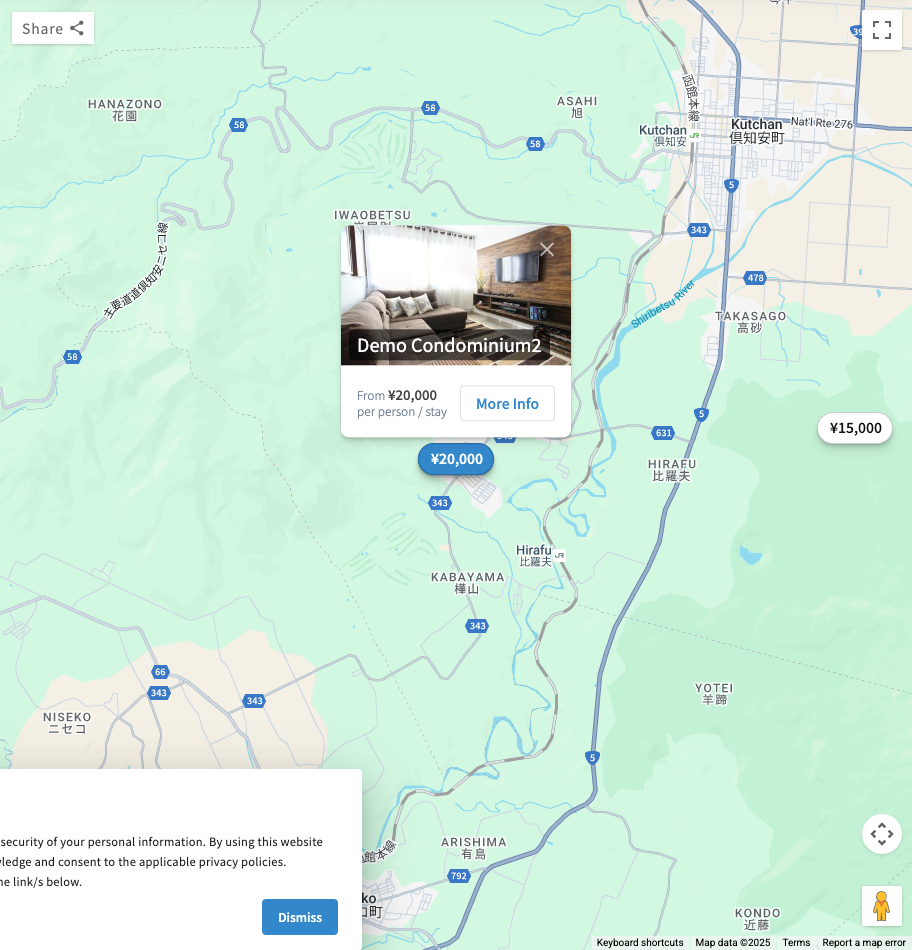 Share
HANAZONO
花園
58
58
ASAHI
旭
58
函館本線
Kutchan
倶知安
JR
Kutchan
倶知安町
Nat'l Rte 276
5
IWAOBETSU
343
主要道道倶知安ニセコ線
478
Shiribetsu River
TAKASAGO
高砂
58
Demo Condominium2
From ¥20,000
per person / stay
More Info
5
631
¥15,000
343
¥20,000
HIRAFU
比羅夫
343
Hirafu
比羅夫
JR
KABAYAMA
樺山
343
66
343
343
YOTEI
羊蹄
NISEKO
ニセコ
5
security of your personal information. By using this website
ledge and consent to the applicable privacy policies.
ne link/s below.
Dismiss
ARISHIMA
有島
館本線
792
ko
口町
KONDO
近藤
Keyboard shortcuts
Map data ©2025
Terms
Report a map error